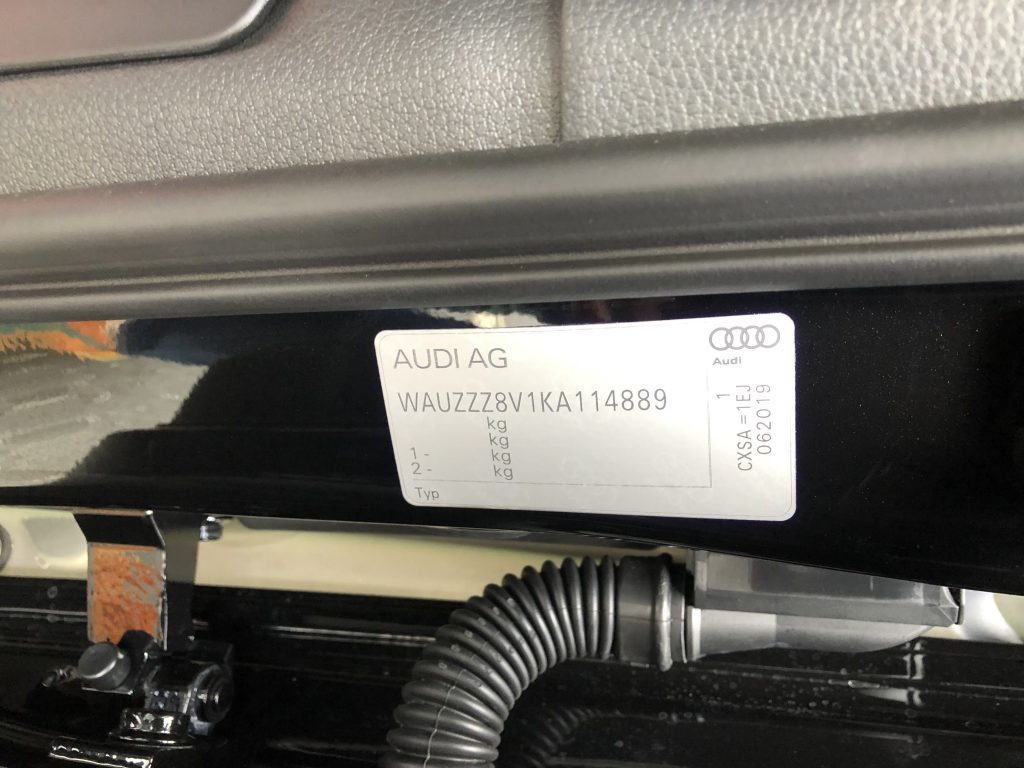 AUDI AG
Audi
WAUZZZ8V1KA114889
kg
kg
1 - kg
2 - kg
Typ
1
CXSA =1EJ
062019